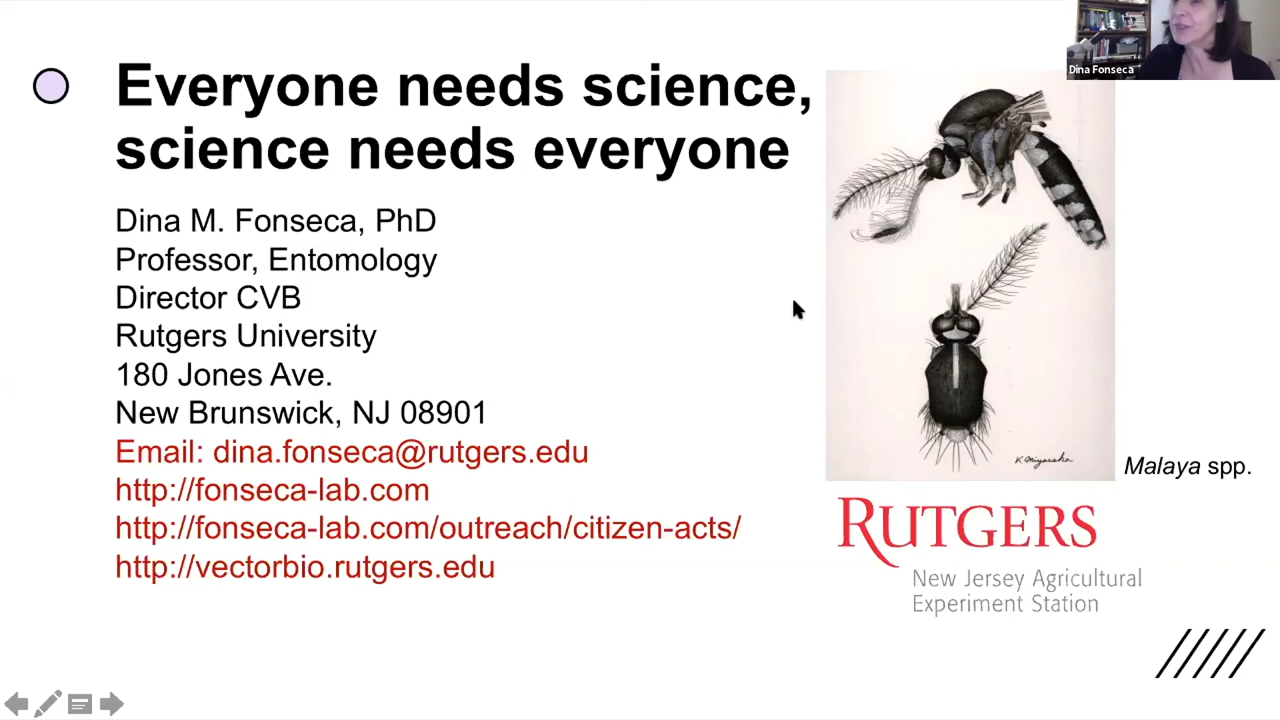 Dina Fonseca
Everyone needs science,
science needs everyone
Dina M. Fonseca, PhD
Professor, Entomology
Director CVB
Rutgers University
180 Jones Ave.
New Brunswick, NJ 08901
Email: dina.fonseca@rutgers.edu
http://fonseca-lab.com
http://fonseca-lab.com/outreach/citizen-acts/
http://vectorbio.rutgers.edu
K. Miyasaka
Malaya spp.
RUTGERS
New Jersey Agricultural
Experiment Station